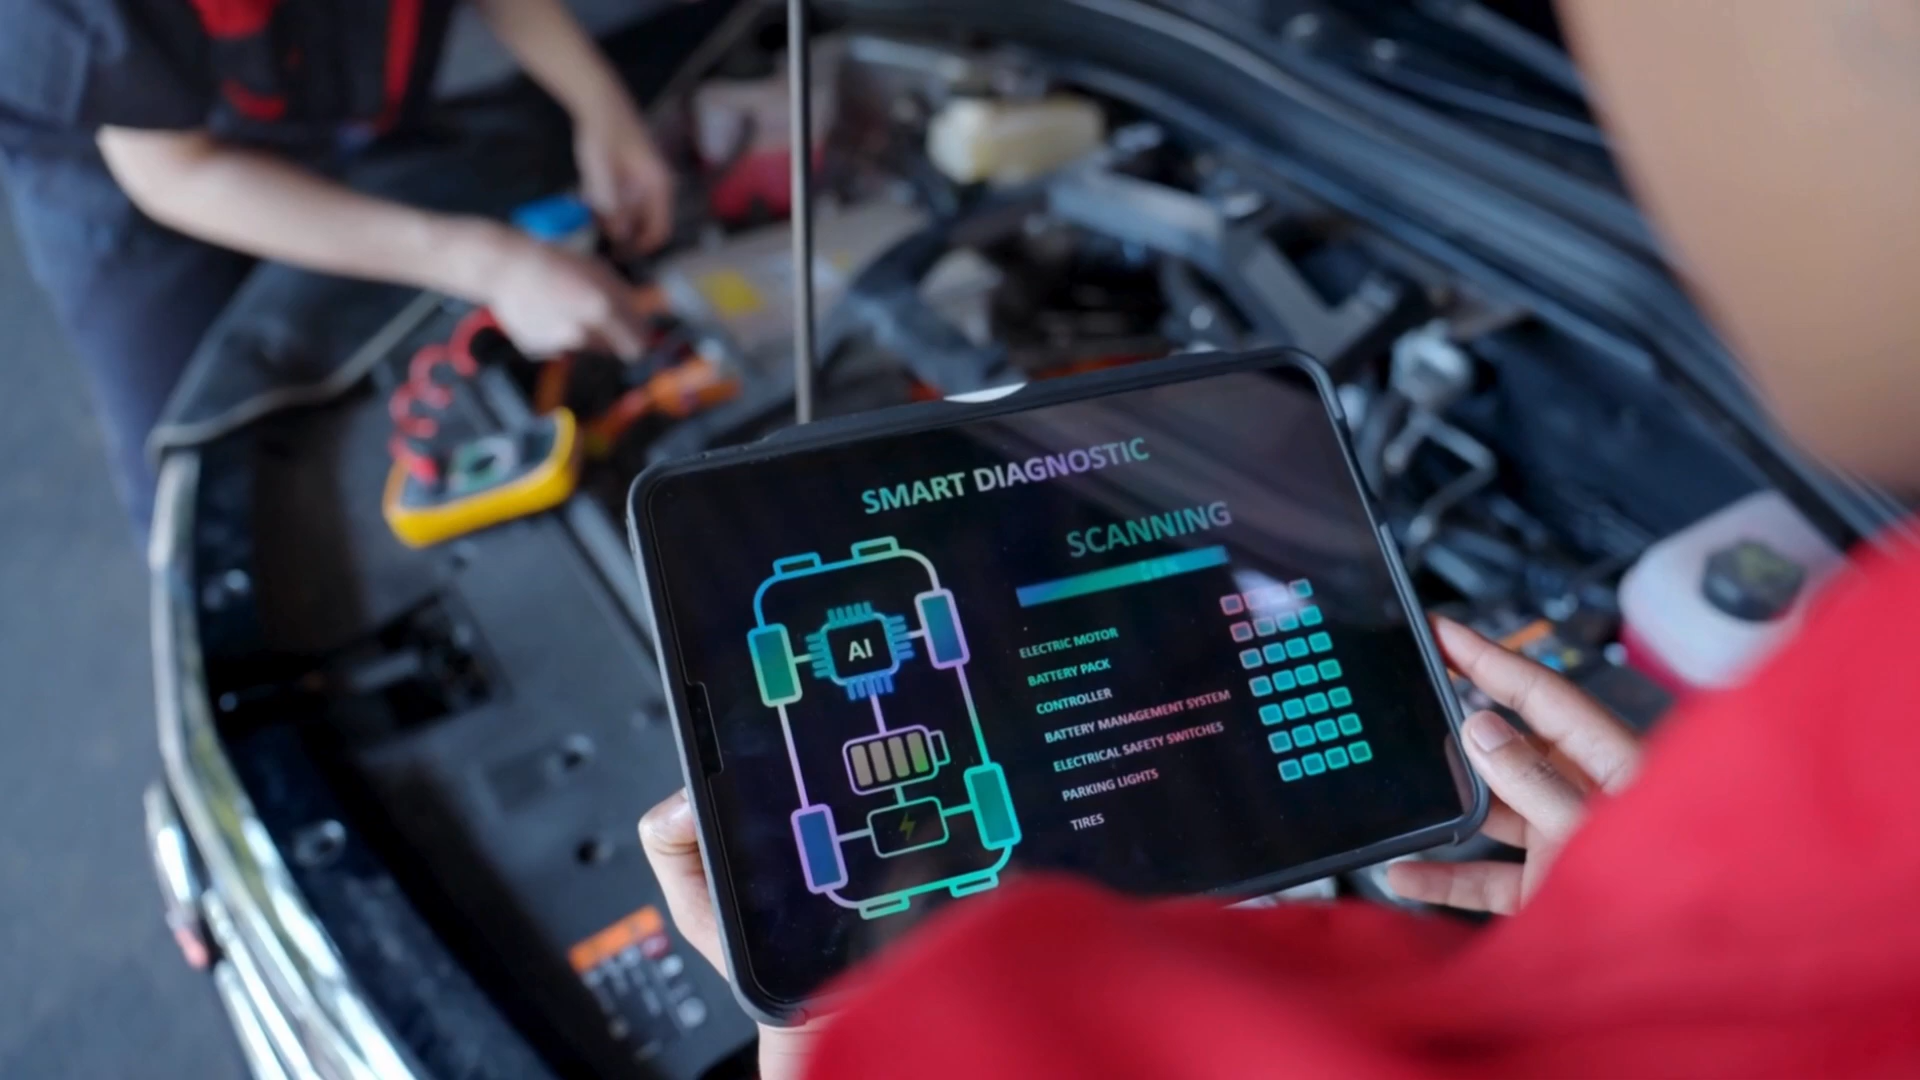 SMART DIAGNOSTIC
SCANNING
AI
ELECTRIC MOTOR
BATTERY PACK
CONTROLLER
BATTERY MANAGEMENT SYSTEM
ELECTRICAL SAFETY SWITCHES
PARKING LIGHTS
TIRES